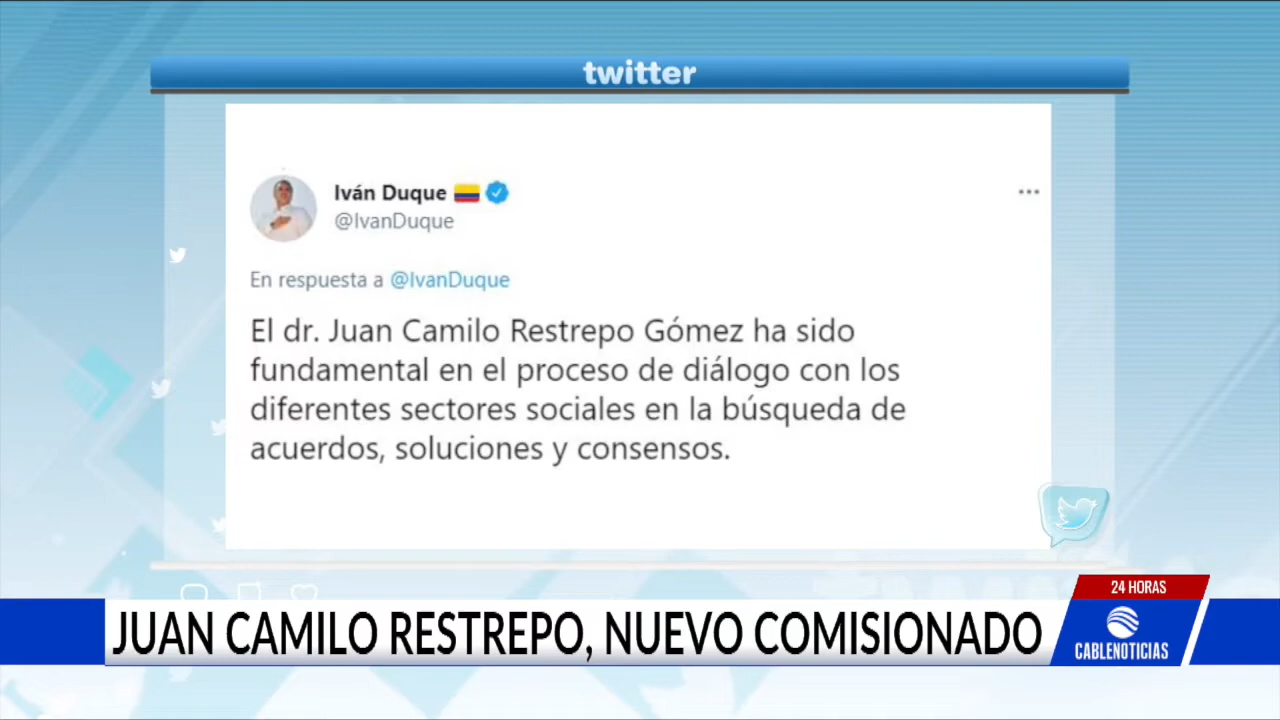 twitter
Iván Duque
@IvanDuque
En respuesta a @IvanDuque
El dr. Juan Camilo Restrepo Gómez ha sido
fundamental en el proceso de diálogo con los
diferentes sectores sociales en la búsqueda de
acuerdos, soluciones y consensos.
24 HORAS
JUAN CAMILO RESTREPO, NUEVO COMISIONADO
CABLENOTICIAS